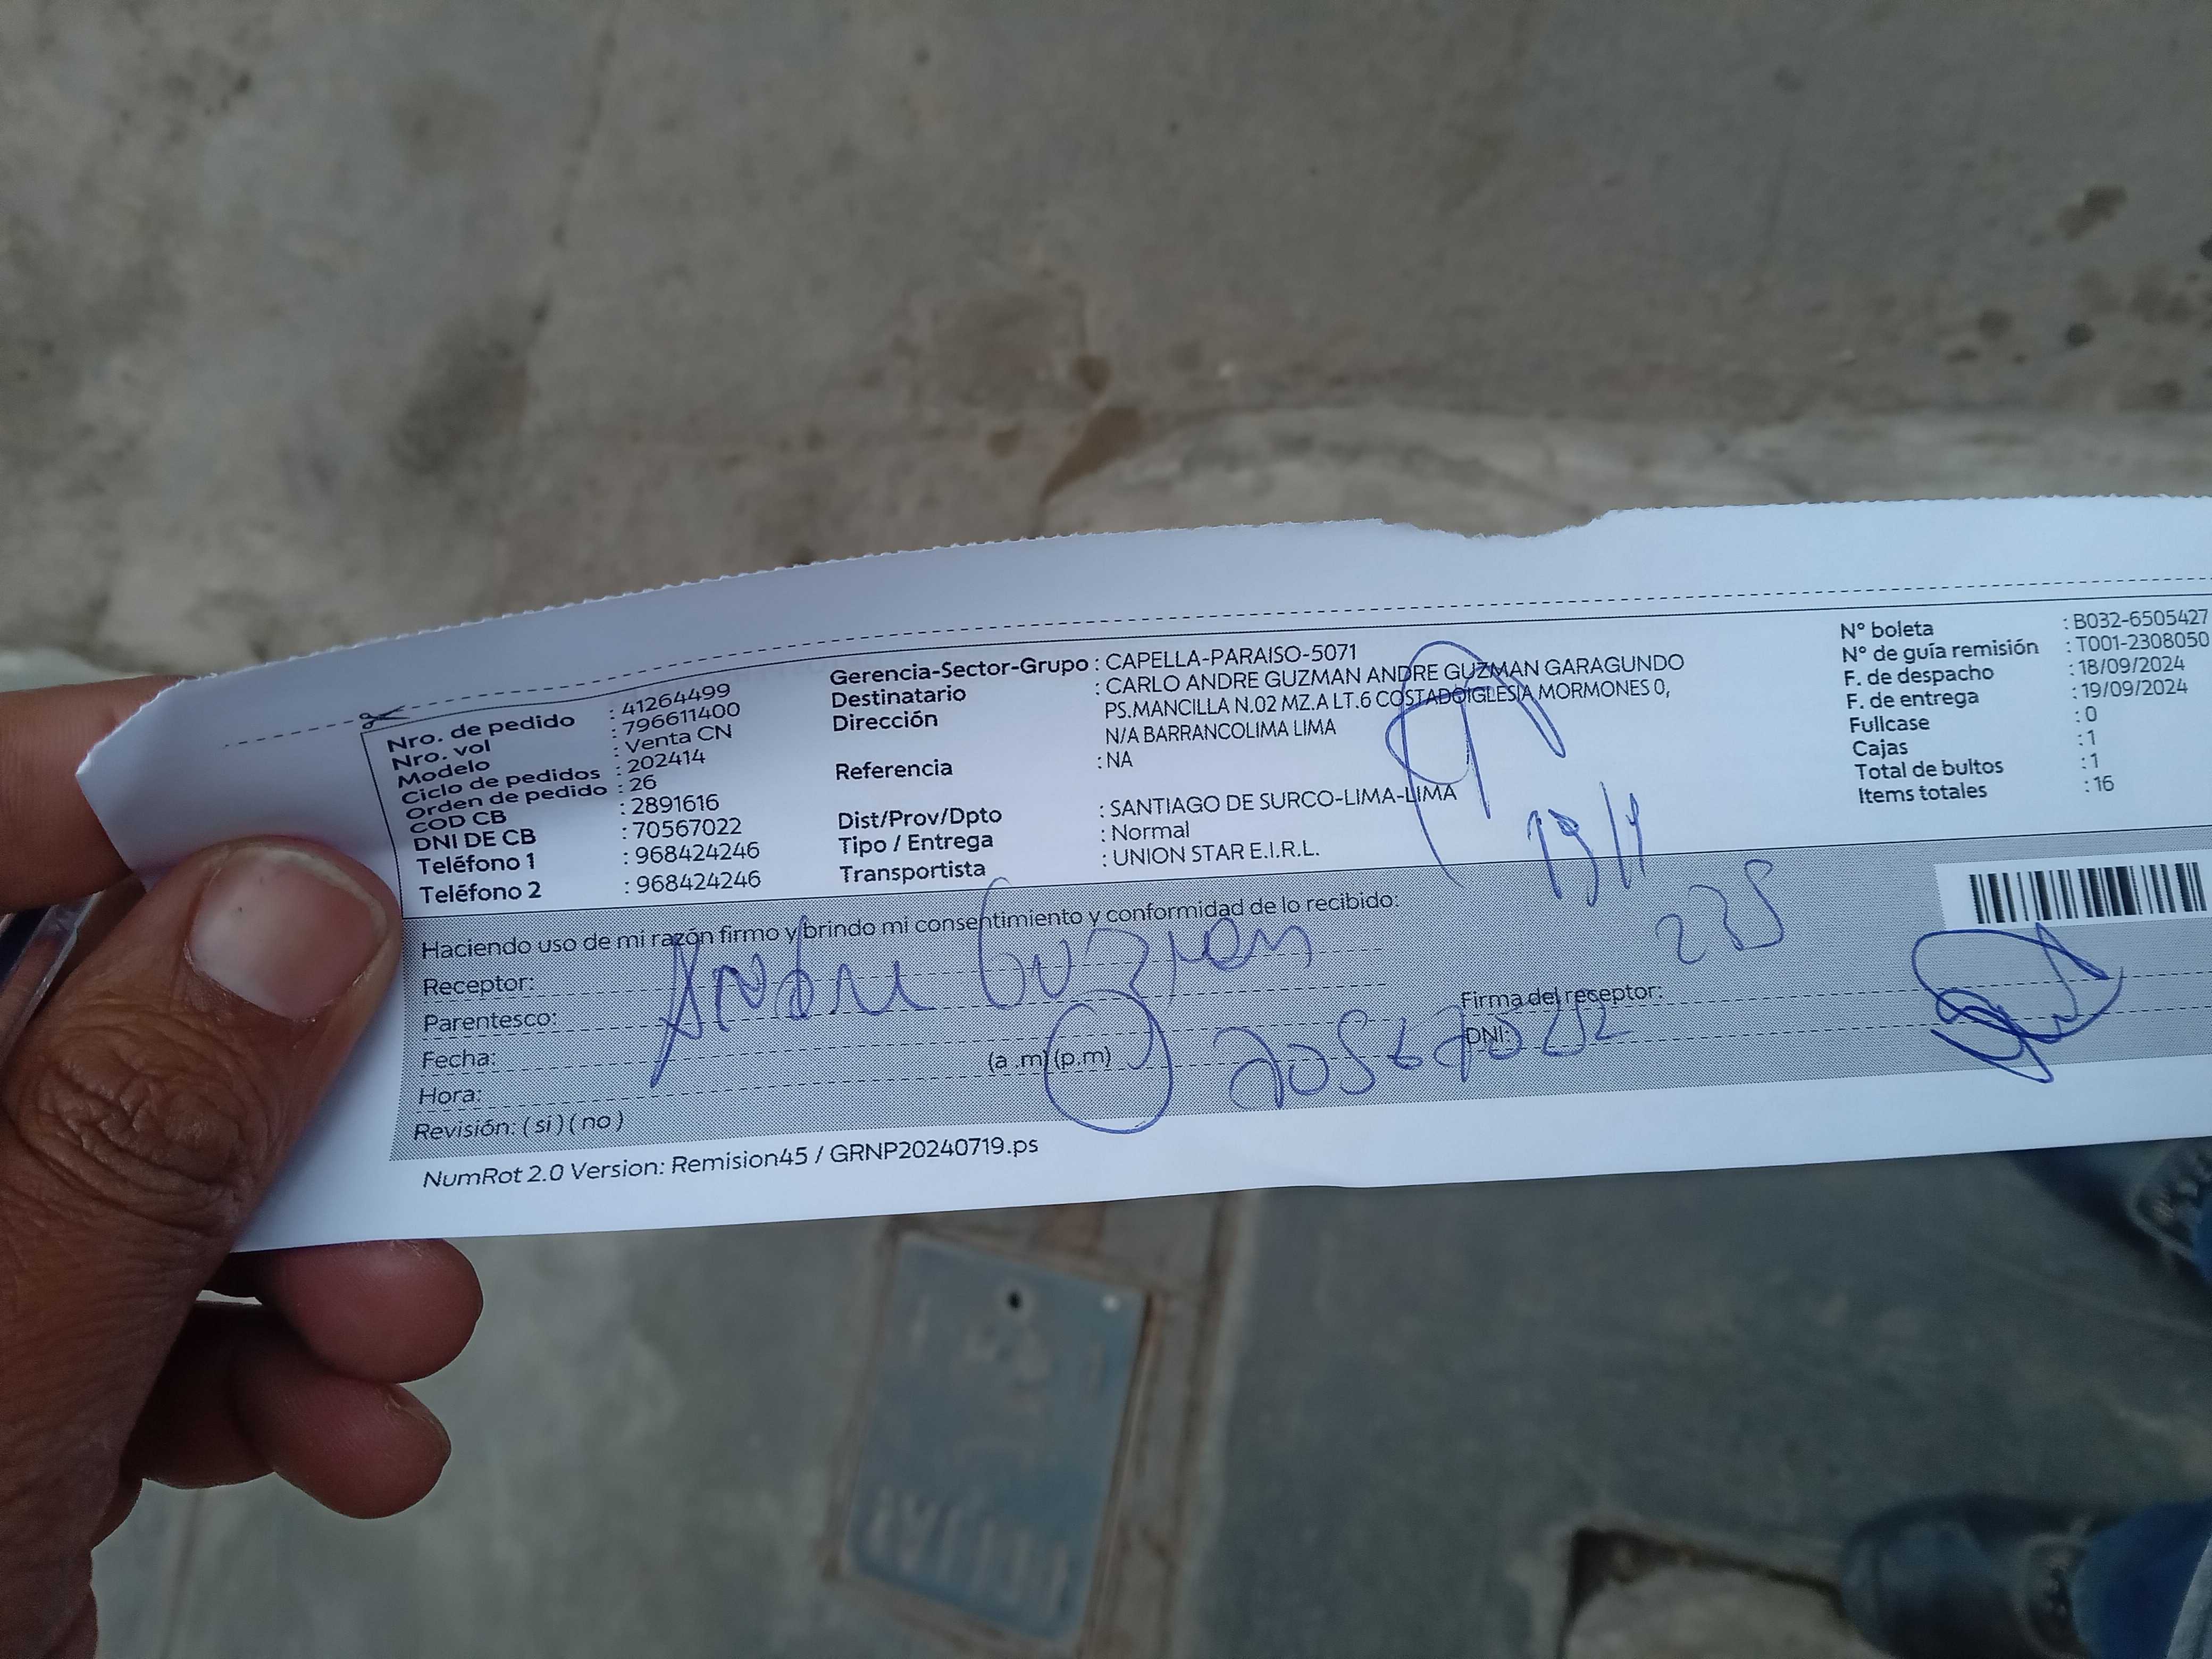 Nro. de pedido : 41264499
Nro. vol : 796611400
Modelo : Venta CN
Ciclo de pedidos : 202414
Orden de pedido : 26
COD CB : 2891616
DNI DE CB : 70567022
Teléfono 1 : 968424246
Teléfono 2 : 968424246
Gerencia-Sector-Grupo : CAPELLA-PARAISO-5071
Destinatario : CARLO ANDRE GUZMAN ANDRE GUZMAN GARAGUNDO
Dirección : PS.MANCILLA N.02 MZ.A LT.6 COSTADOIGLESIA MORMONES 0,
N/A BARRANCOLIMA LIMA
Referencia : NA
Dist/Prov/Dpto : SANTIAGO DE SURCO-LIMA-LIMA
Tipo / Entrega : Normal
Transportista : UNION STAR E.I.R.L.
N° boleta : B032-6505427
N° de guía remisión : T001-2308050
F. de despacho : 18/09/2024
F. de entrega : 19/09/2024
Fullcase : 0
Cajas : 1
Total de bultos : 1
Items totales : 16
19/9
235
Haciendo uso de mi razón firmo y brindo mi consentimiento y conformidad de lo recibido:
Receptor: Andre Guzman
Parentesco:
Fecha:
Hora: (a .m) (p.m)
Revisión: ( si ) ( no )
Firma del receptor:
DNI:
NumRot 2.0 Version: Remision45 / GRNP20240719.ps